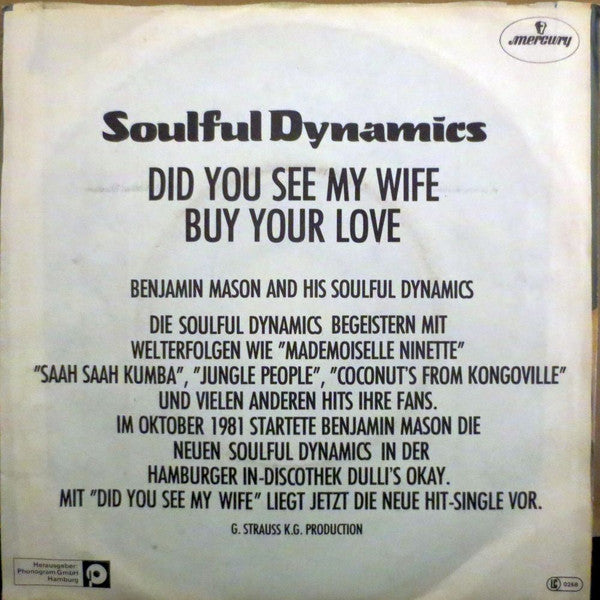 mercury
Soulful Dynamics
DID YOU SEE MY WIFE
BUY YOUR LOVE
BENJAMIN MASON AND HIS SOULFUL DYNAMICS
DIE SOULFUL DYNAMICS BEGEISTERN MIT
WELTERFOLGEN WIE "MADEMOISELLE NINETTE"
"SAAH SAAH KUMBA", "JUNGLE PEOPLE", "COCONUT'S FROM KONGOVILLE"
UND VIELEN ANDEREN HITS IHRE FANS.
IM OKTOBER 1981 STARTETE BENJAMIN MASON DIE
NEUEN SOULFUL DYNAMICS IN DER
HAMBURGER IN-DISCOTHEK DULLI'S OKAY.
MIT "DID YOU SEE MY WIFE" LIEGT JETZT DIE NEUE HIT-SINGLE VOR.
G. STRAUSS K.G. PRODUCTION
Herausgeber:
Phonogram GmbH
Hamburg
LC 0268